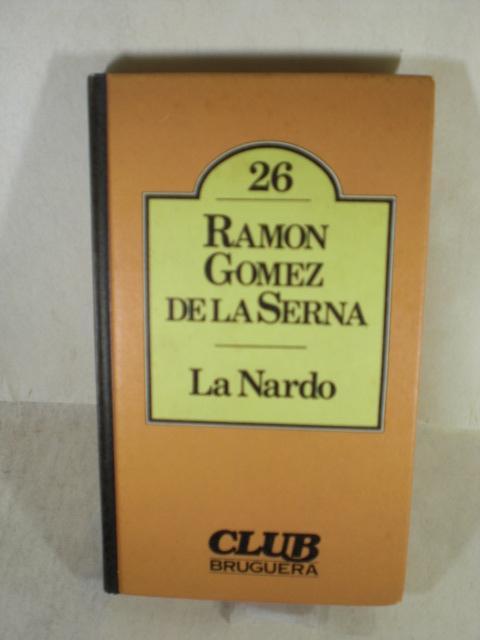 26
RAMON
GOMEZ
DE LA SERNA
La Nardo
CLUB
BRUGUERA